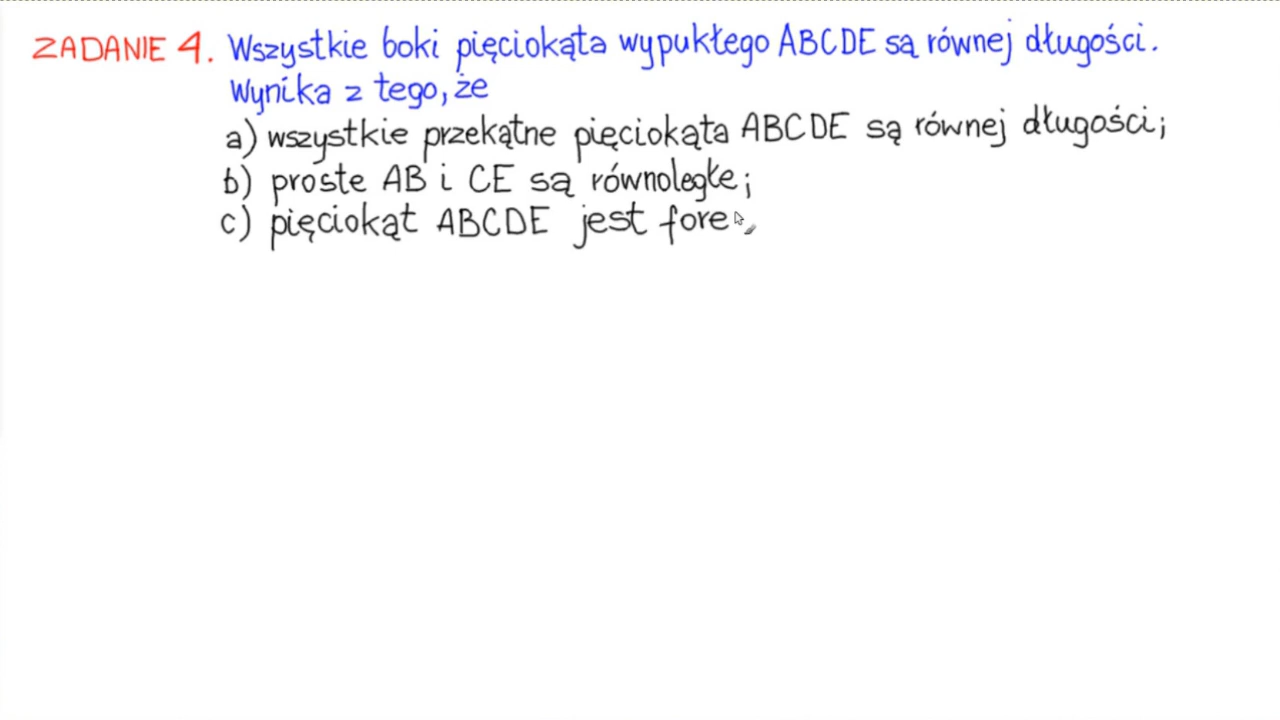 ZADANIE 4. Wszystkie boki pięciokąta wypukłego ABCDE są równej długości.
Wynika z tego, że
a) wszystkie przekątne pięciokąta ABCDE są równej długości;
b) proste AB i CE są równoległe;
c) pięciokąt ABCDE jest fore